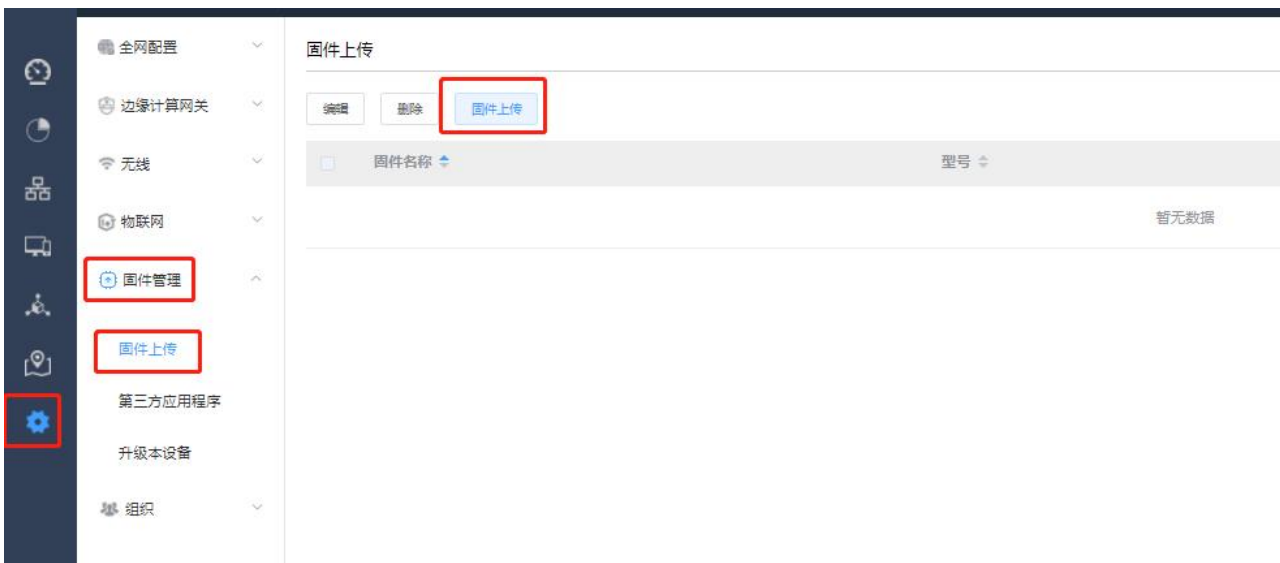 全网配置
边缘计算网关
无线
物联网
固件管理
固件上传
第三方应用程序
升级本设备
组织
固件上传
编辑 删除 固件上传
固件名称 型号
暂无数据